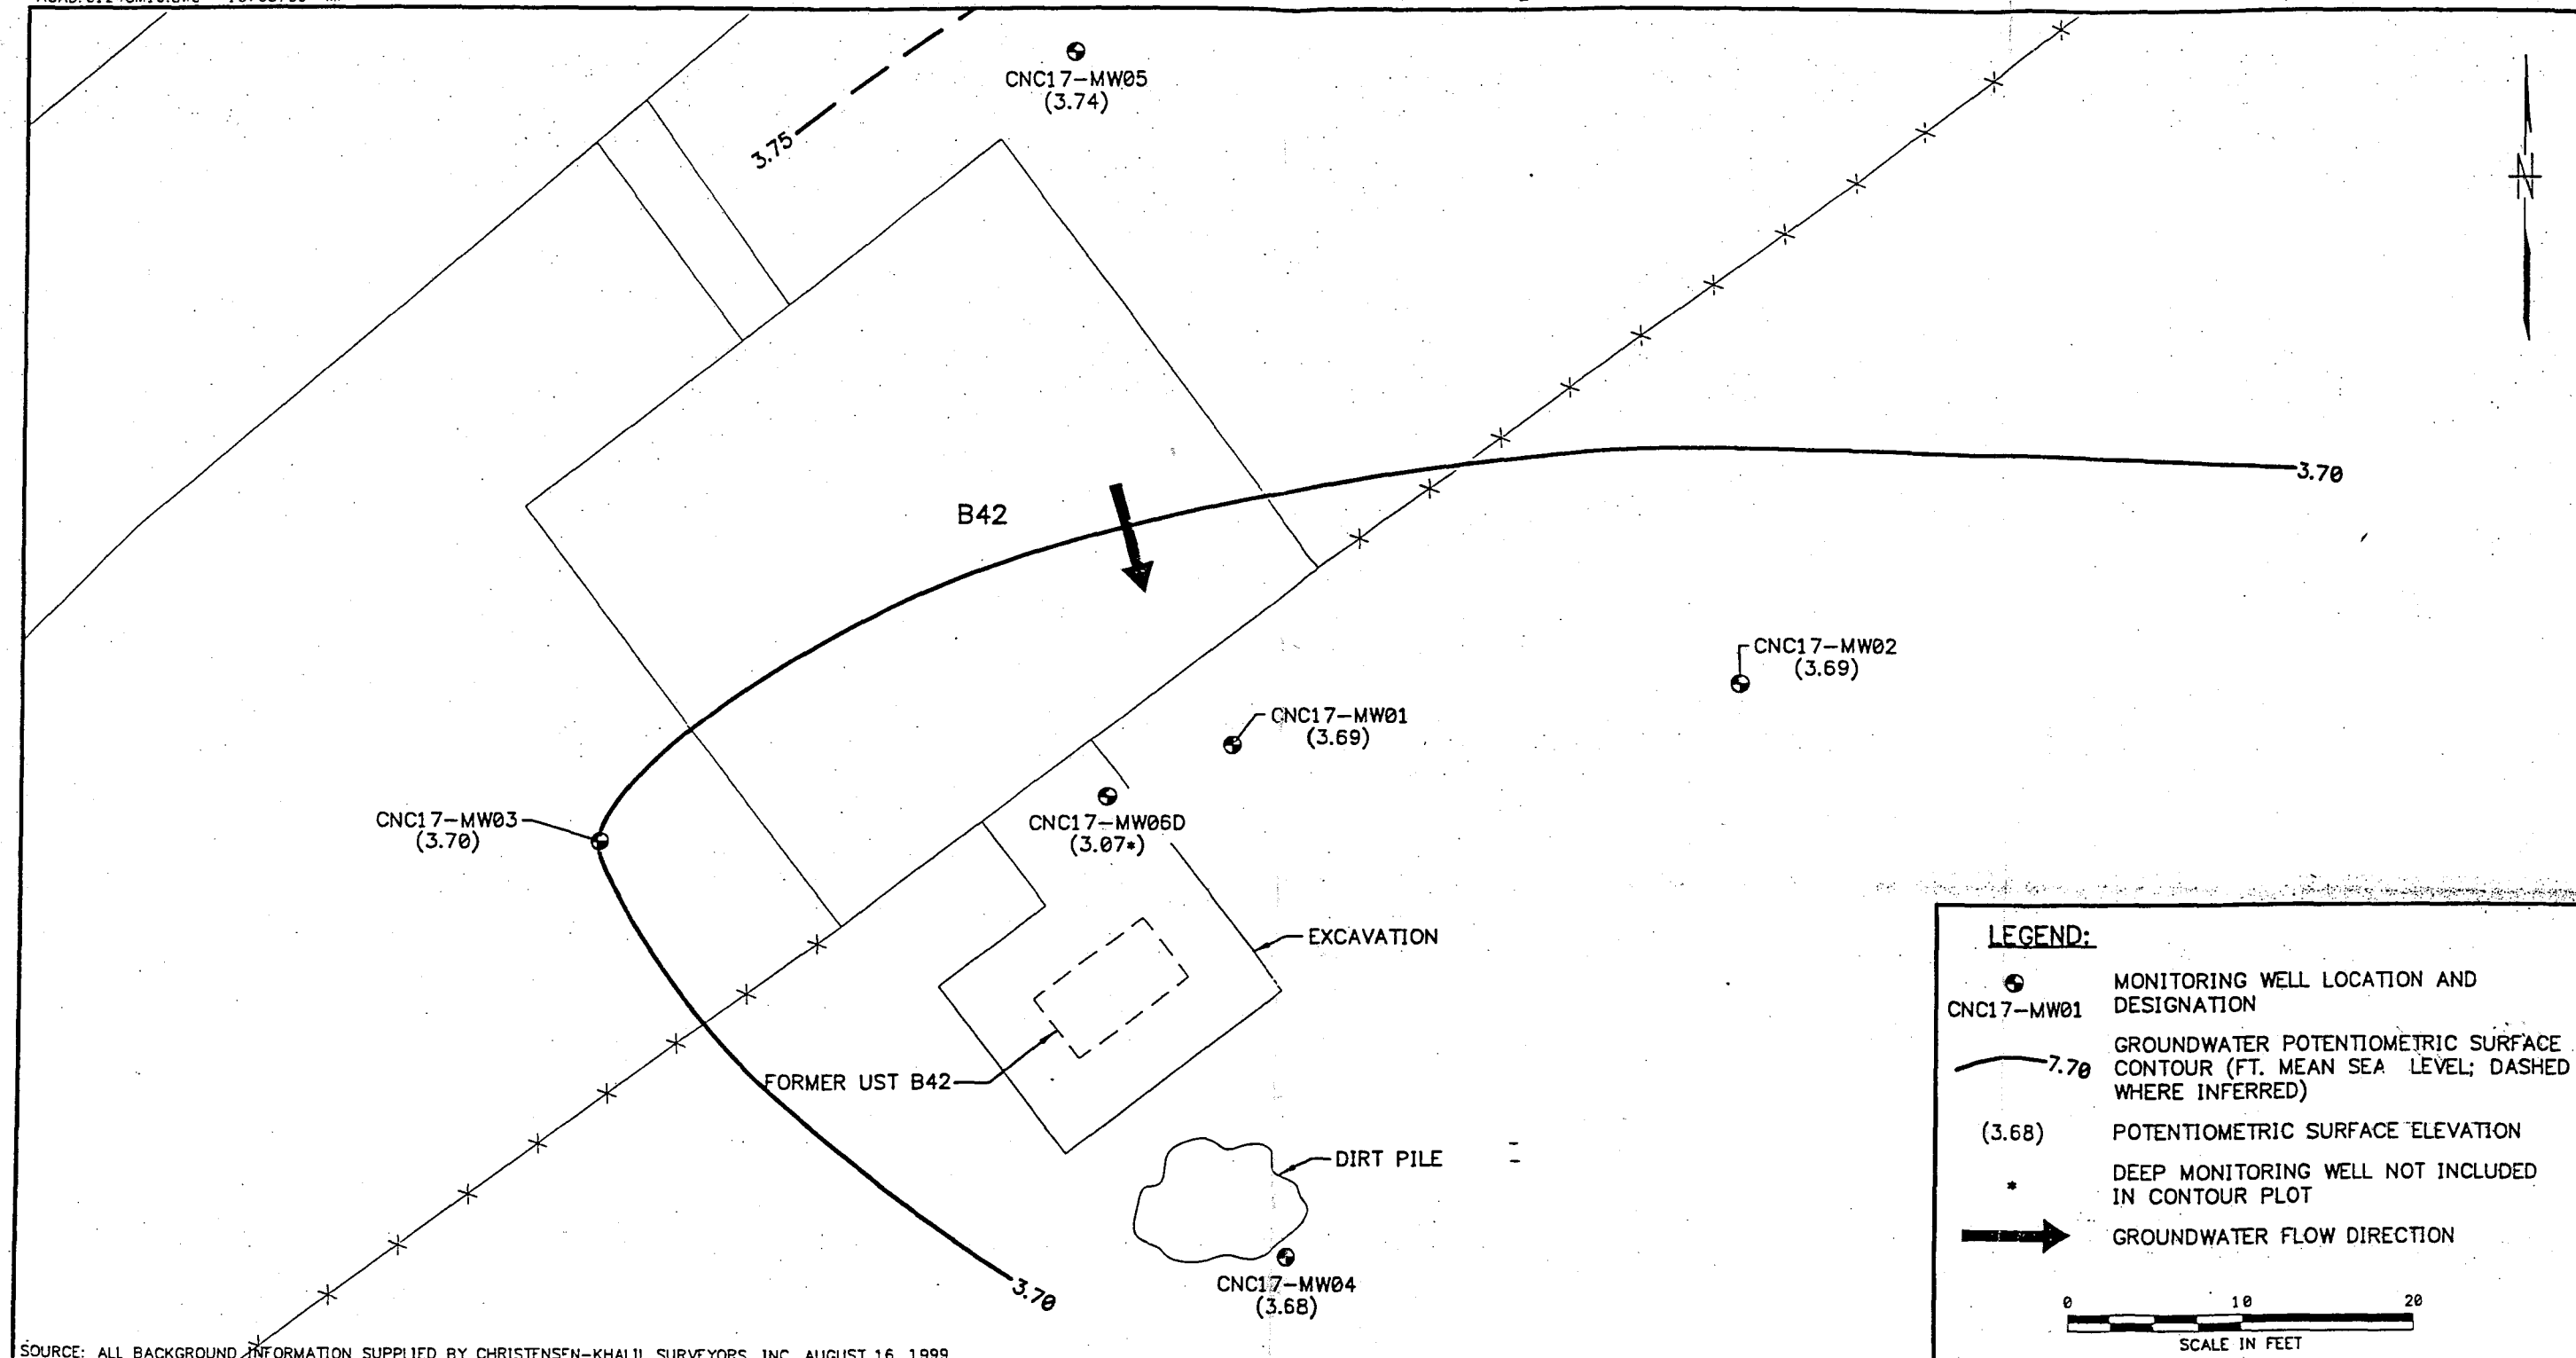 CNC17-MW05
(3.74)
3.75
N
B42
3.70
CNC17-MW02
(3.69)
CNC17-MW01
(3.69)
CNC17-MW03
(3.70)
CNC17-MW06D
(3.07*)
EXCAVATION
FORMER UST B42
DIRT PILE
CNC17-MW04
(3.68)
3.70
LEGEND:
CNC17-MW01
MONITORING WELL LOCATION AND
DESIGNATION
7.70
GROUNDWATER POTENTIOMETRIC SURFACE
CONTOUR (FT. MEAN SEA LEVEL; DASHED
WHERE INFERRED)
(3.68) POTENTIOMETRIC SURFACE ELEVATION
* DEEP MONITORING WELL NOT INCLUDED
IN CONTOUR PLOT
GROUNDWATER FLOW DIRECTION
0 10 20
SCALE IN FEET
SOURCE: ALL BACKGROUND INFORMATION SUPPLIED BY CHRISTENSEN-KHALIL SURVEYORS, INC. AUGUST 16, 1999